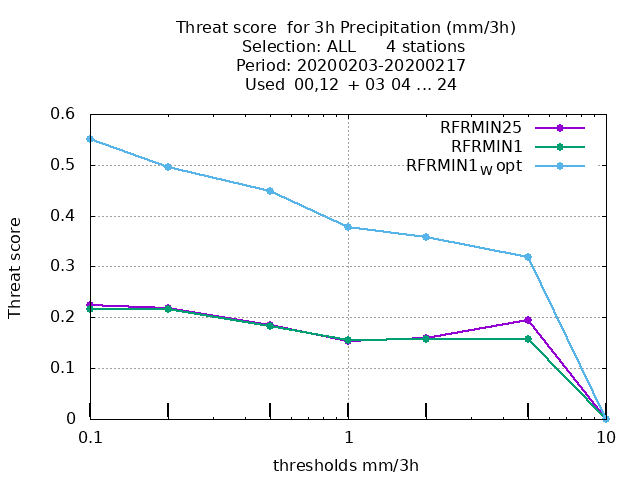 Threat score  for 3h Precipitation (mm/3h)
Selection: ALL      4 stations
Period: 20200203-20200217
Used  00,12  + 03 04 ... 24
RFRMIN25
RFRMIN1
RFRMIN1W opt
0.6
0.5
0.4
0.3
0.2
0.1
0
Threat score
0.1
1
10
thresholds mm/3h